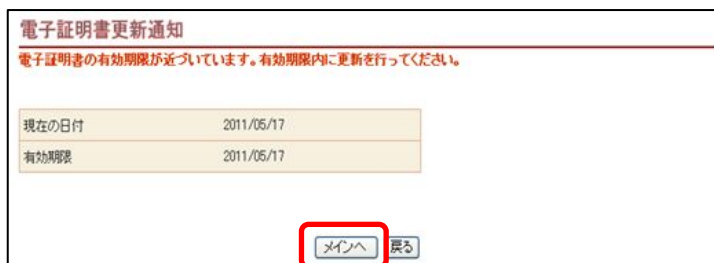 電子証明書更新通知
電子証明書の有効期限が近づいています。有効期限内に更新を行ってください。
現在の日付 2011/05/17
有効期限 2011/05/17
メインへ 戻る